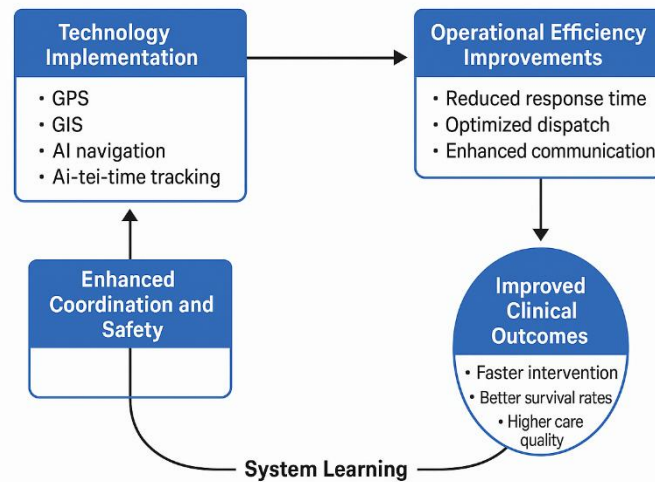 Technology
Implementation
• GPS
• GIS
• AI navigation
• Ai-tei-time tracking
Operational Efficiency
Improvements
• Reduced response time
• Optimized dispatch
• Enhanced communication
Improved
Clinical
Outcomes
• Faster intervention
• Better survival rates
• Higher care
quality
System Learning
Enhanced
Coordination and
Safety